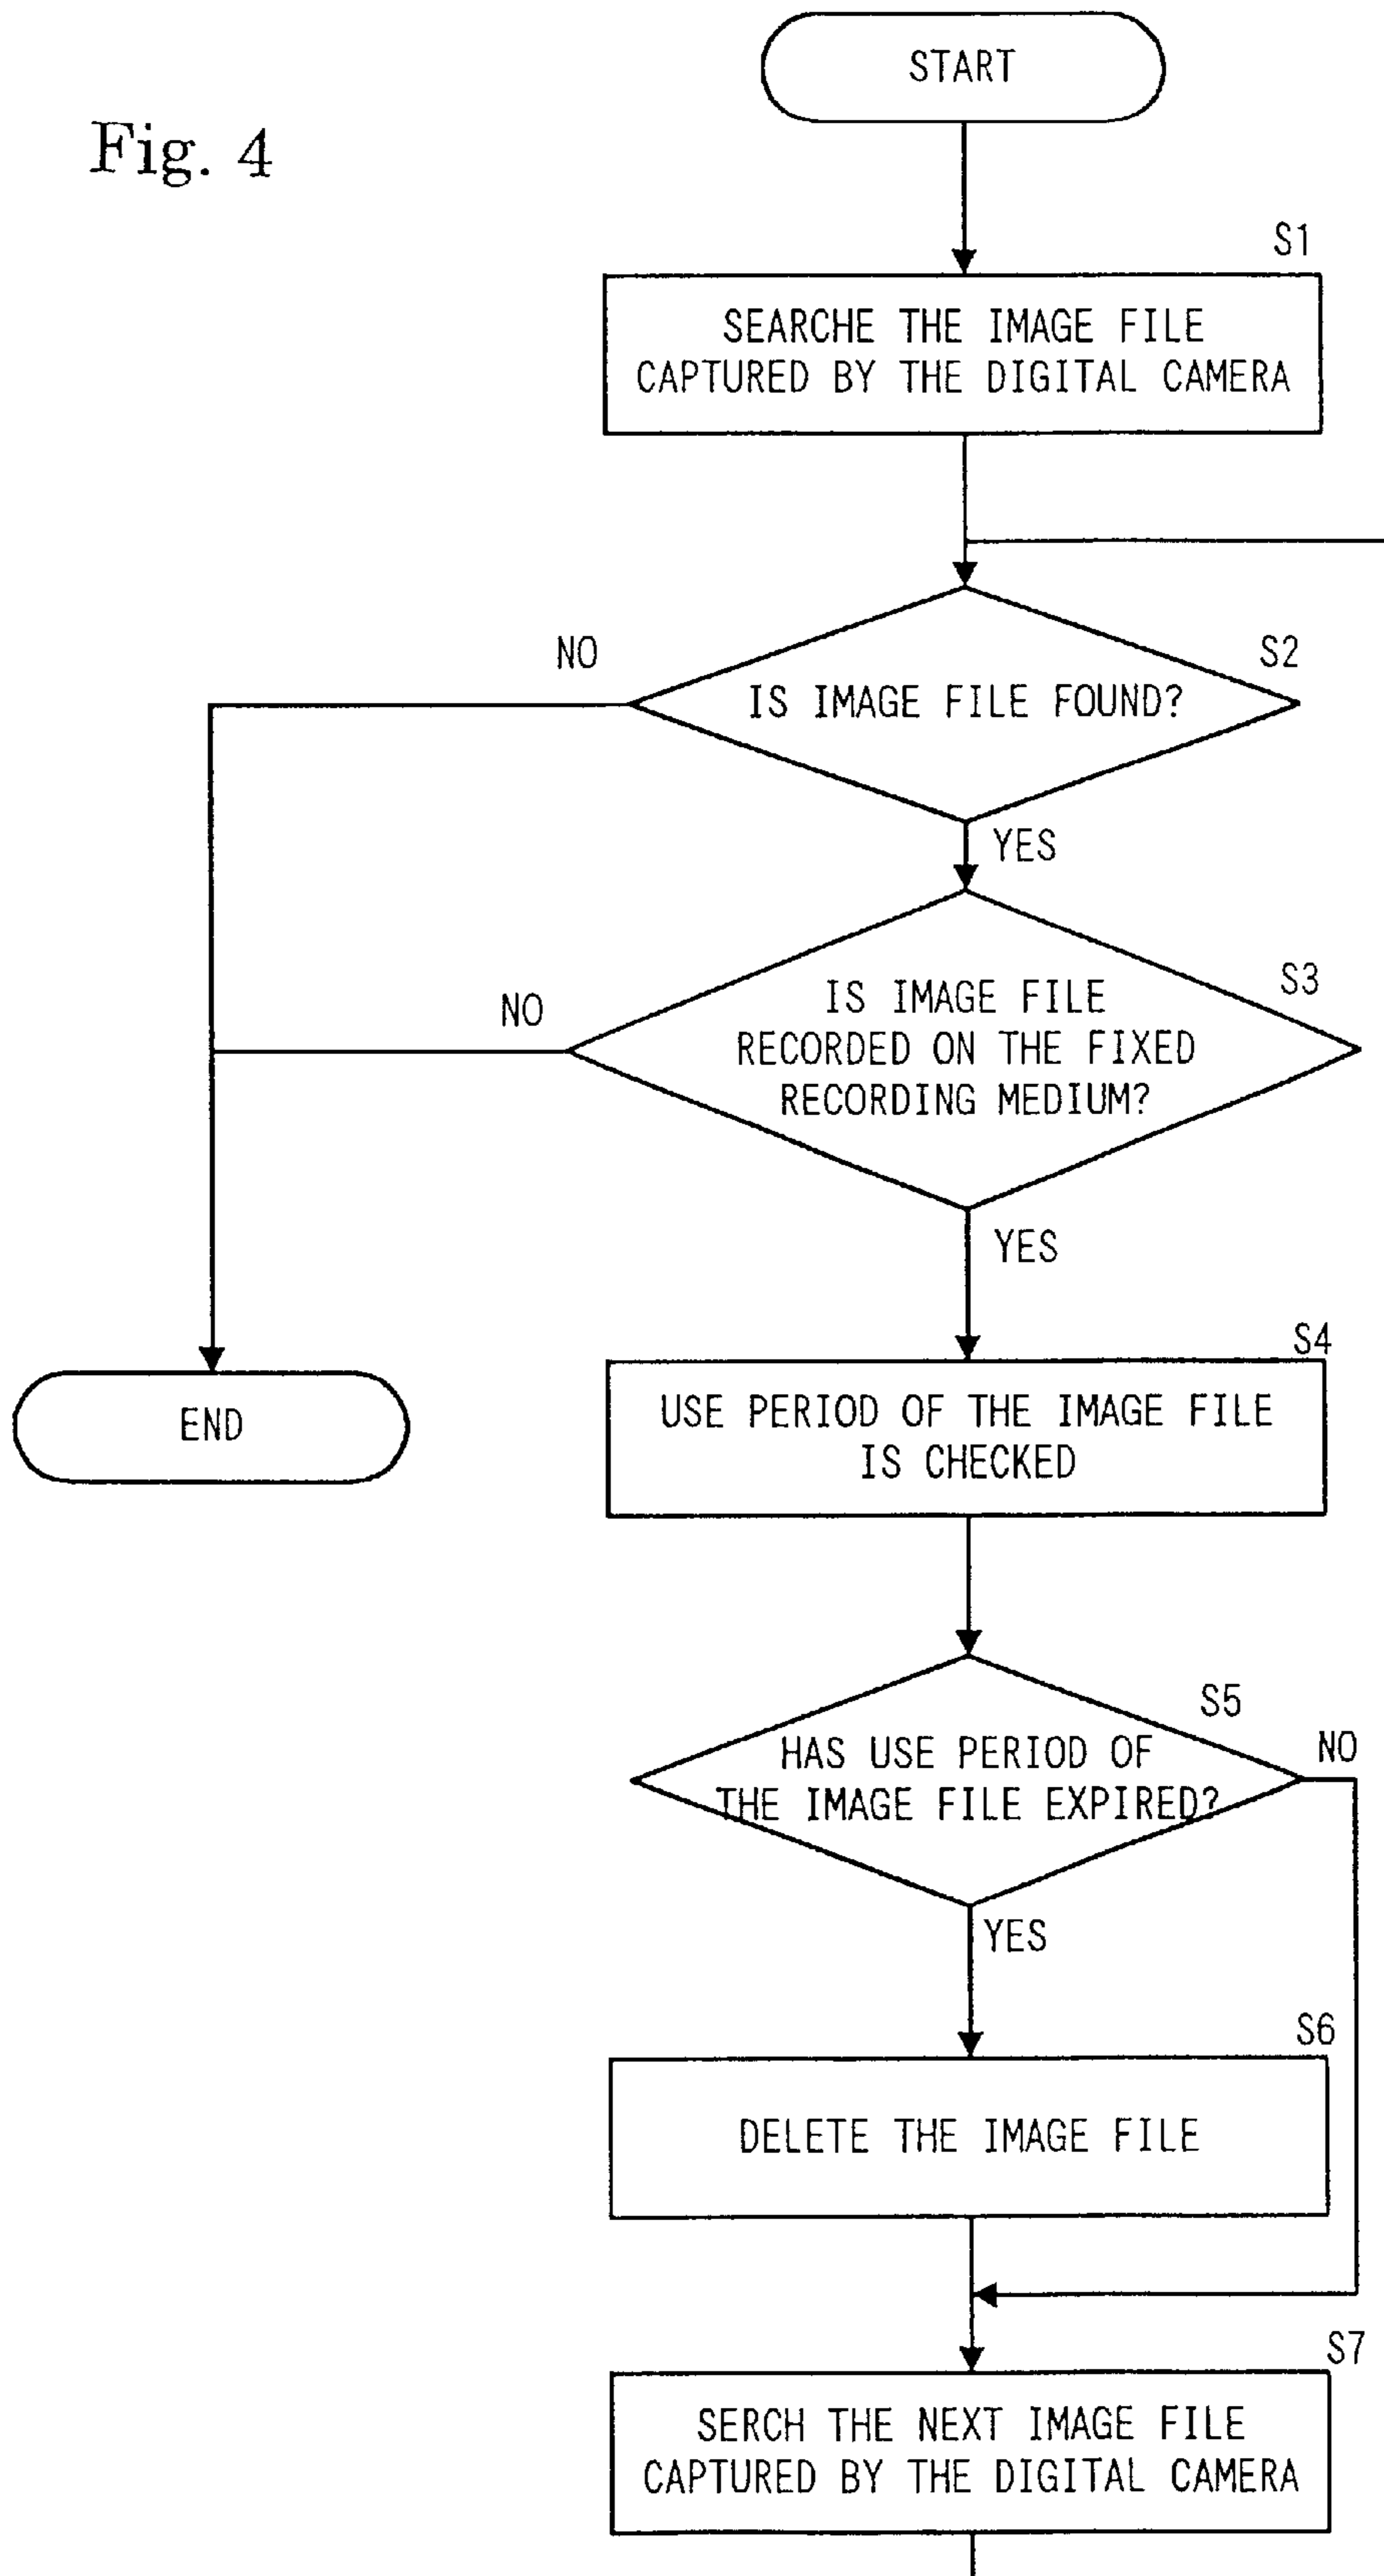 Fig. 4
START
S1
SEARCHE THE IMAGE FILE
CAPTURED BY THE DIGITAL CAMERA
NO
S2
IS IMAGE FILE FOUND?
YES
S3
NO
IS IMAGE FILE
RECORDED ON THE FIXED
RECORDING MEDIUM?
YES
S4
USE PERIOD OF THE IMAGE FILE
IS CHECKED
END
S5
HAS USE PERIOD OF
THE IMAGE FILE EXPIRED?
NO
YES
S6
DELETE THE IMAGE FILE
S7
SERCH THE NEXT IMAGE FILE
CAPTURED BY THE DIGITAL CAMERA